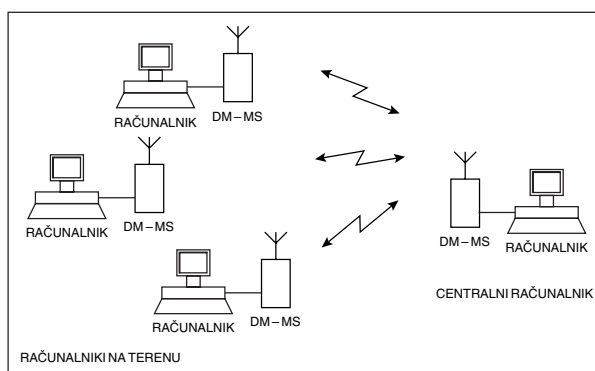 RAČUNALNIK
DM–MS
RAČUNALNIK
DM–MS
DM–MS
RAČUNALNIK
RAČUNALNIK
DM–MS
CENTRALNI RAČUNALNIK
RAČUNALNIKI NA TERENU